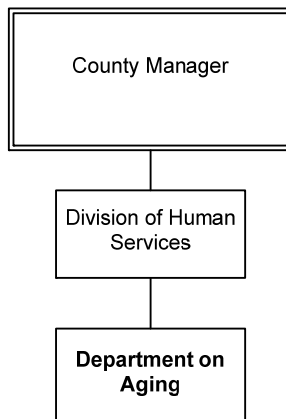 County Manager
Division of Human
Services
Department on
Aging